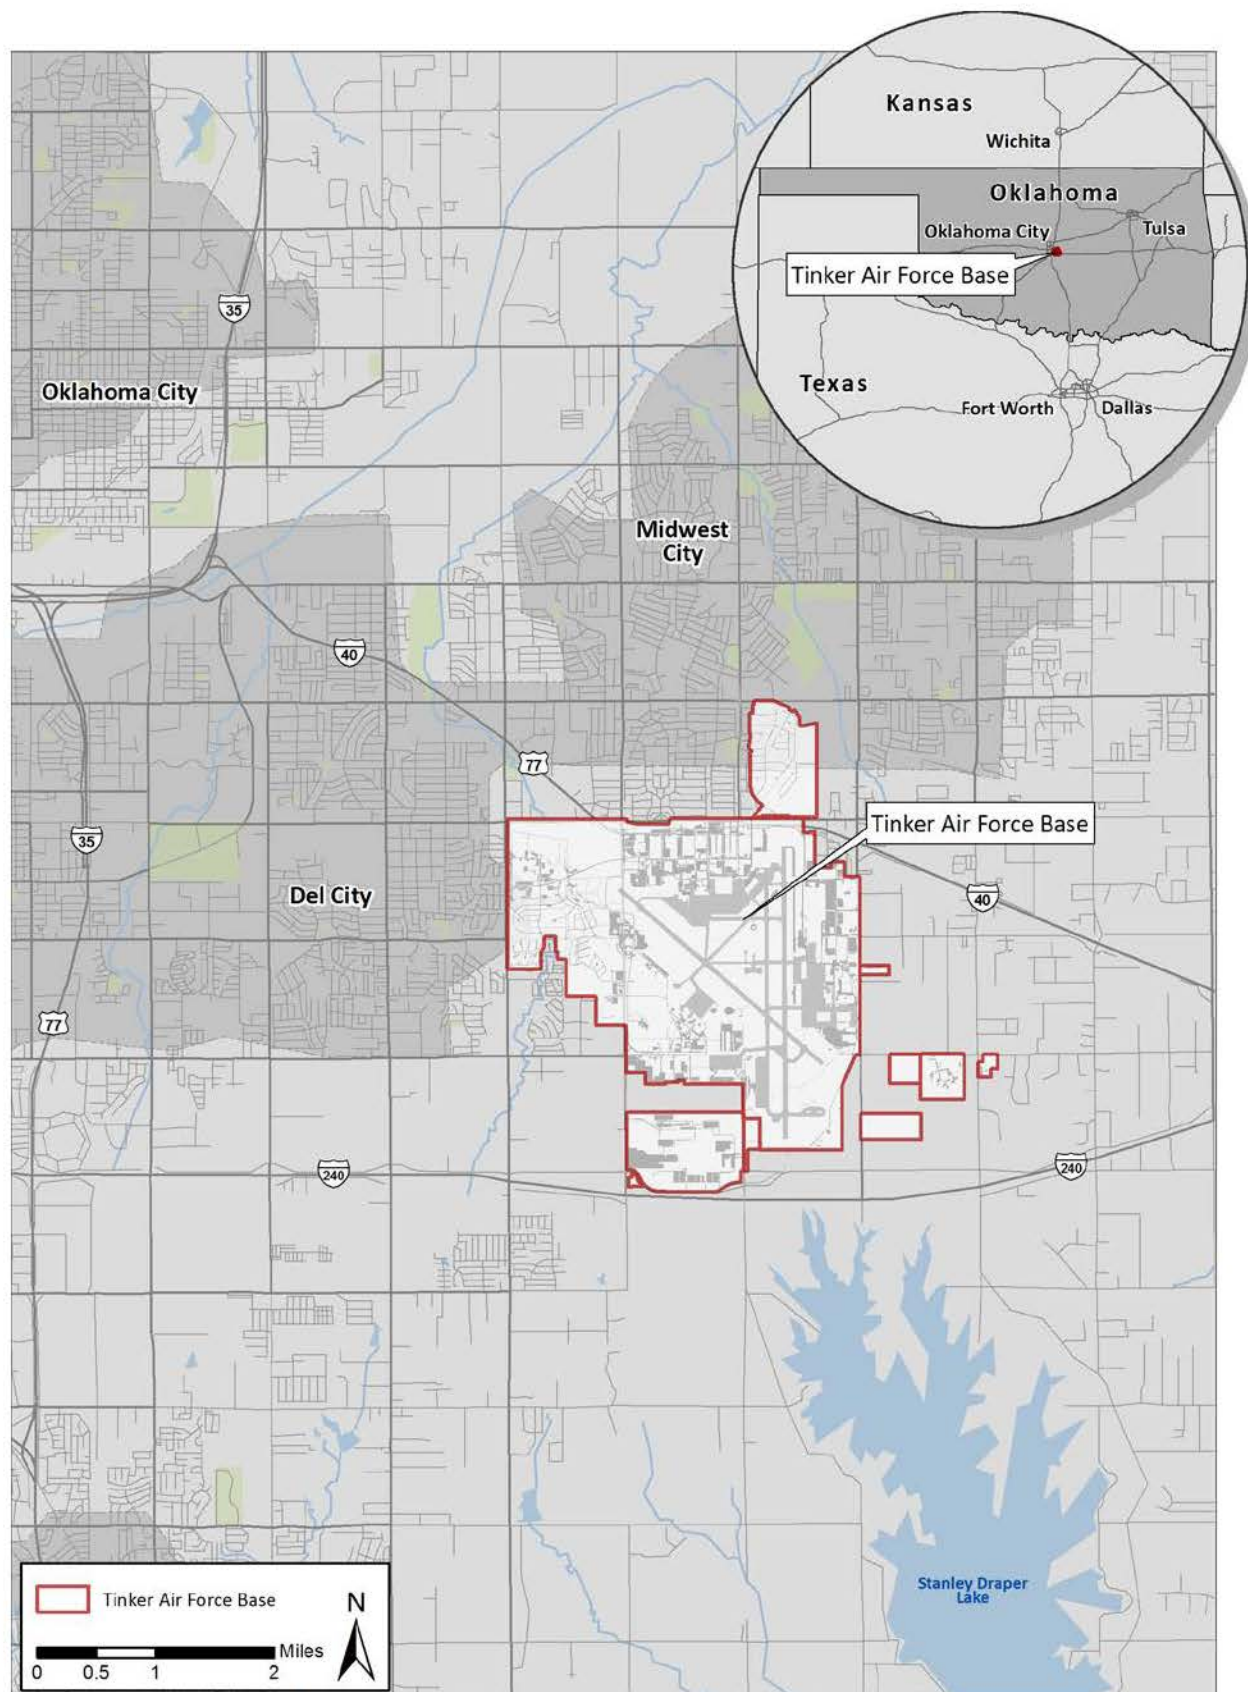 Kansas
Wichita
Oklahoma
Oklahoma City
Tulsa
Tinker Air Force Base
Texas
Fort Worth
Dallas
35
Oklahoma City
Midwest
City
40
77
Tinker Air Force Base
35
Del City
40
77
240
240
Stanley Draper
Lake
Tinker Air Force Base
N
Miles
0 0.5 1 2